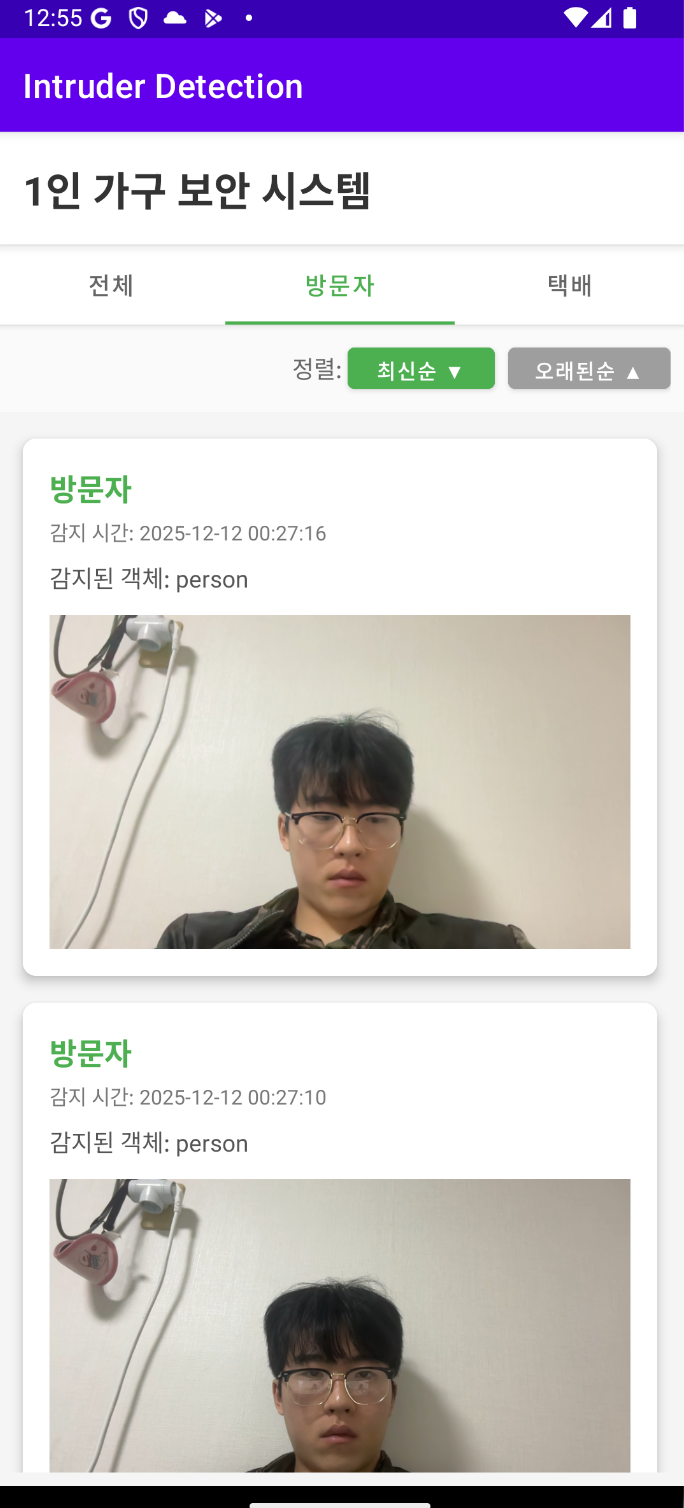 12:55
Intruder Detection
1인 가구 보안 시스템
전체 방문자 택배
정렬: 최신순 ▼ 오래된순 ▲
방문자
감지 시간: 2025-12-12 00:27:16
감지된 객체: person
방문자
감지 시간: 2025-12-12 00:27:10
감지된 객체: person